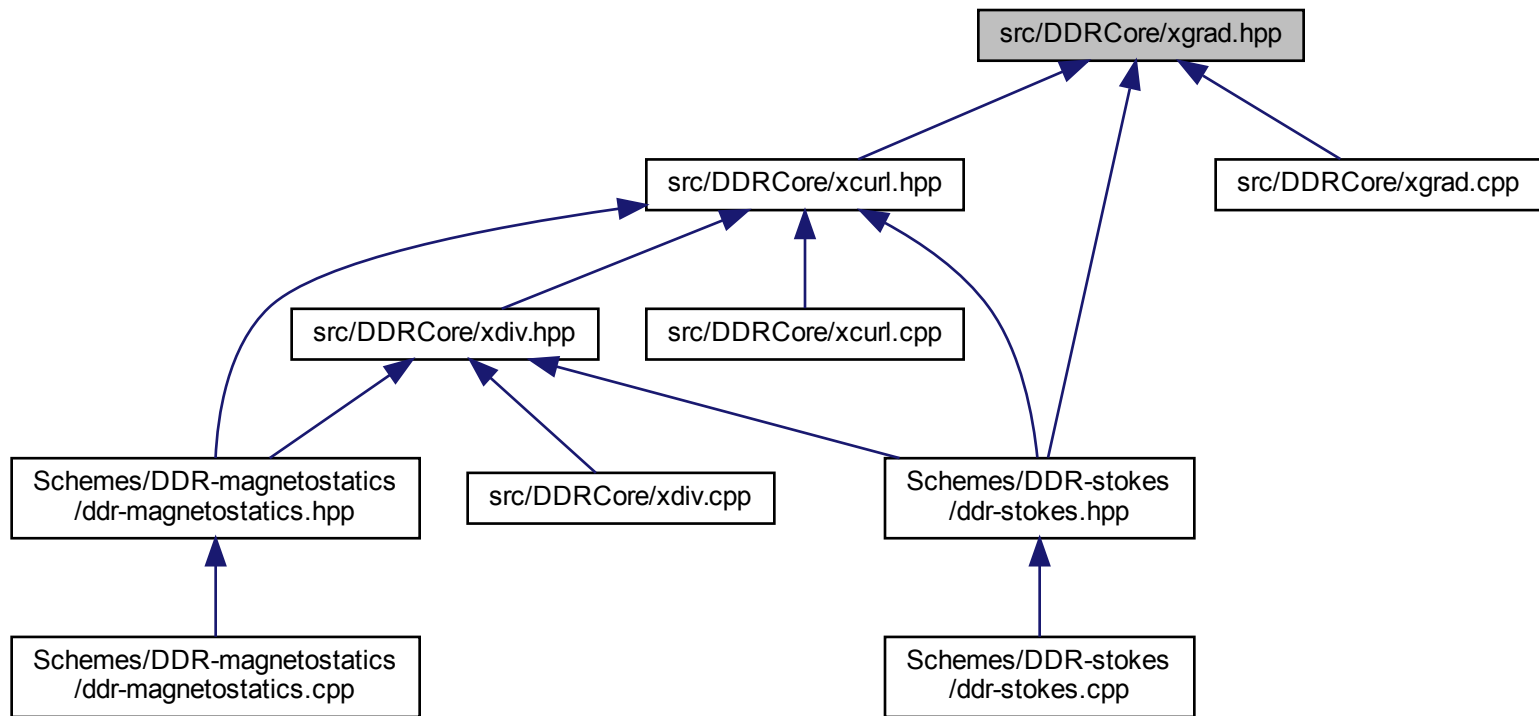 src/DDRCore/xgrad.hpp
src/DDRCore/xcurl.hpp
src/DDRCore/xgrad.cpp
src/DDRCore/xdiv.hpp
src/DDRCore/xcurl.cpp
Schemes/DDR-magnetostatics
/ddr-magnetostatics.hpp
src/DDRCore/xdiv.cpp
Schemes/DDR-stokes
/ddr-stokes.hpp
Schemes/DDR-magnetostatics
/ddr-magnetostatics.cpp
Schemes/DDR-stokes
/ddr-stokes.cpp